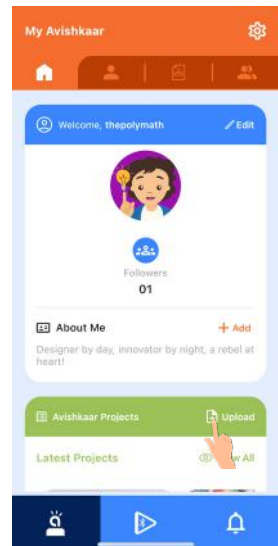 My Avishkaar
Welcome, thepolymath
Edit
Followers
01
About Me
+ Add
Designer by day, innovator by night, a rebel at
heart!
Avishkaar Projects
Upload
Latest Projects
All